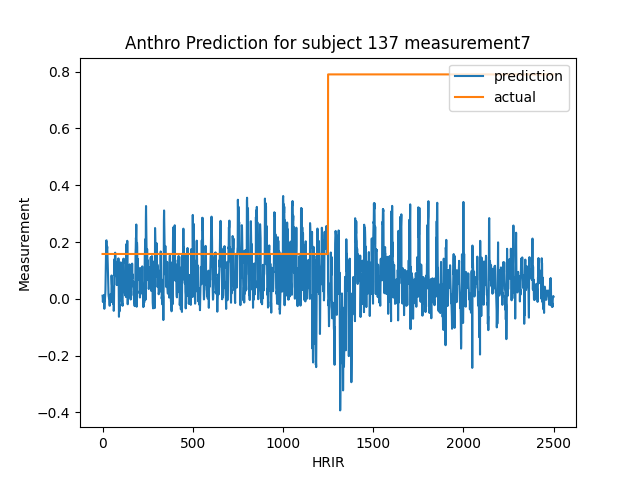 Anthro Prediction for subject 137 measurement7
prediction
actual
Measurement
0.8
0.6
0.4
0.2
0.0
−0.2
−0.4
0
500
1000
1500
2000
2500
HRIR